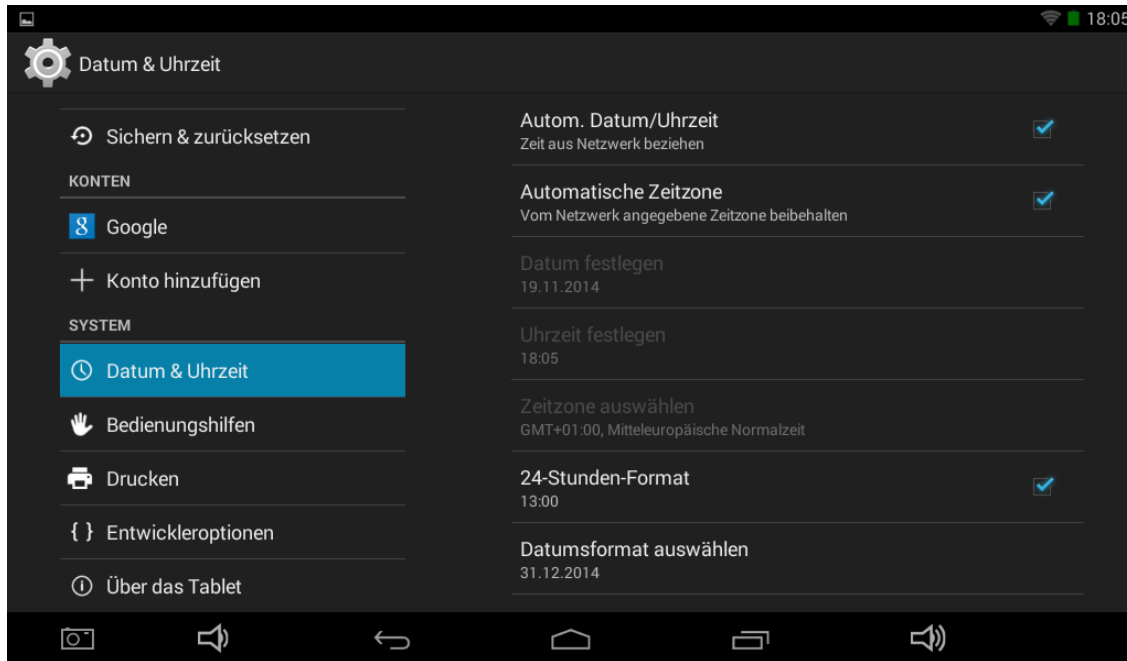 18:05
Datum & Uhrzeit
Sichern & zurücksetzen
KONTEN
8 Google
Konto hinzufügen
SYSTEM
Datum & Uhrzeit
Bedienungshilfen
Drucken
{ } Entwickleroptionen
Über das Tablet
Autom. Datum/Uhrzeit
Zeit aus Netzwerk beziehen
Automatische Zeitzone
Vom Netzwerk angegebene Zeitzone beibehalten
Datum festlegen
19.11.2014
Uhrzeit festlegen
18:05
Zeitzone auswählen
GMT+01:00, Mitteleuropäische Normalzeit
24-Stunden-Format
13:00
Datumsformat auswählen
31.12.2014